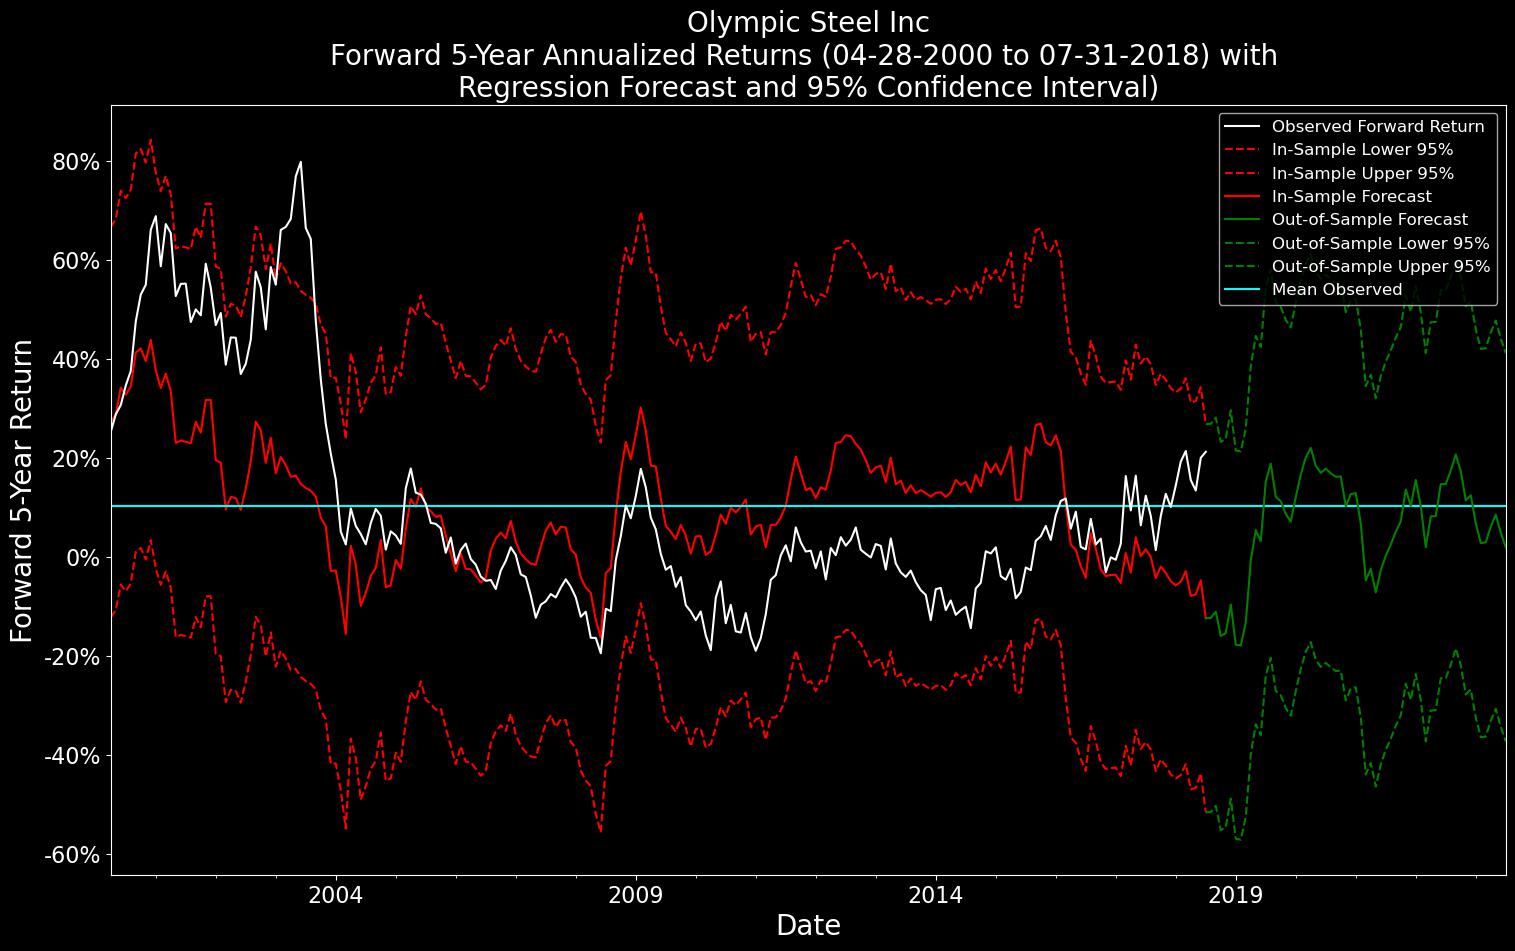 Olympic Steel Inc
Forward 5-Year Annualized Returns (04-28-2000 to 07-31-2018) with
Regression Forecast and 95% Confidence Interval)
Observed Forward Return
In-Sample Lower 95%
In-Sample Upper 95%
In-Sample Forecast
Out-of-Sample Forecast
Out-of-Sample Lower 95%
Out-of-Sample Upper 95%
Mean Observed
Forward 5-Year Return
80%
60%
40%
20%
0%
-20%
-40%
-60%
2004
2009
2014
2019
Date